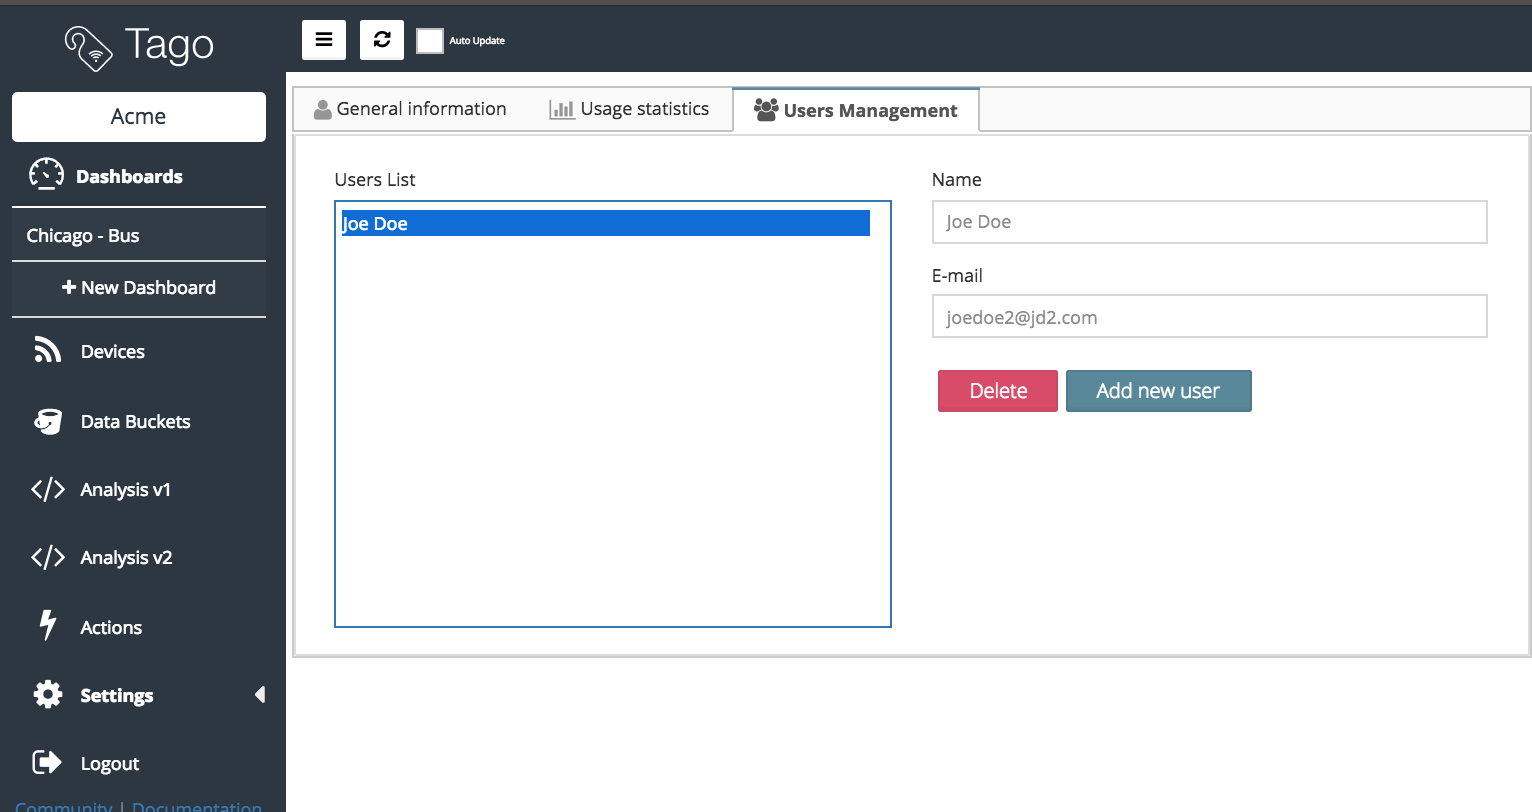 Tago
Auto Update
Acme
Dashboards
Chicago - Bus
+ New Dashboard
Devices
Data Buckets
Analysis v1
Analysis v2
Actions
Settings
Logout
Community | Documentation
General information
Usage statistics
Users Management
Users List
Joe Doe
Name
Joe Doe
E-mail
joedoe2@jd2.com
Delete
Add new user